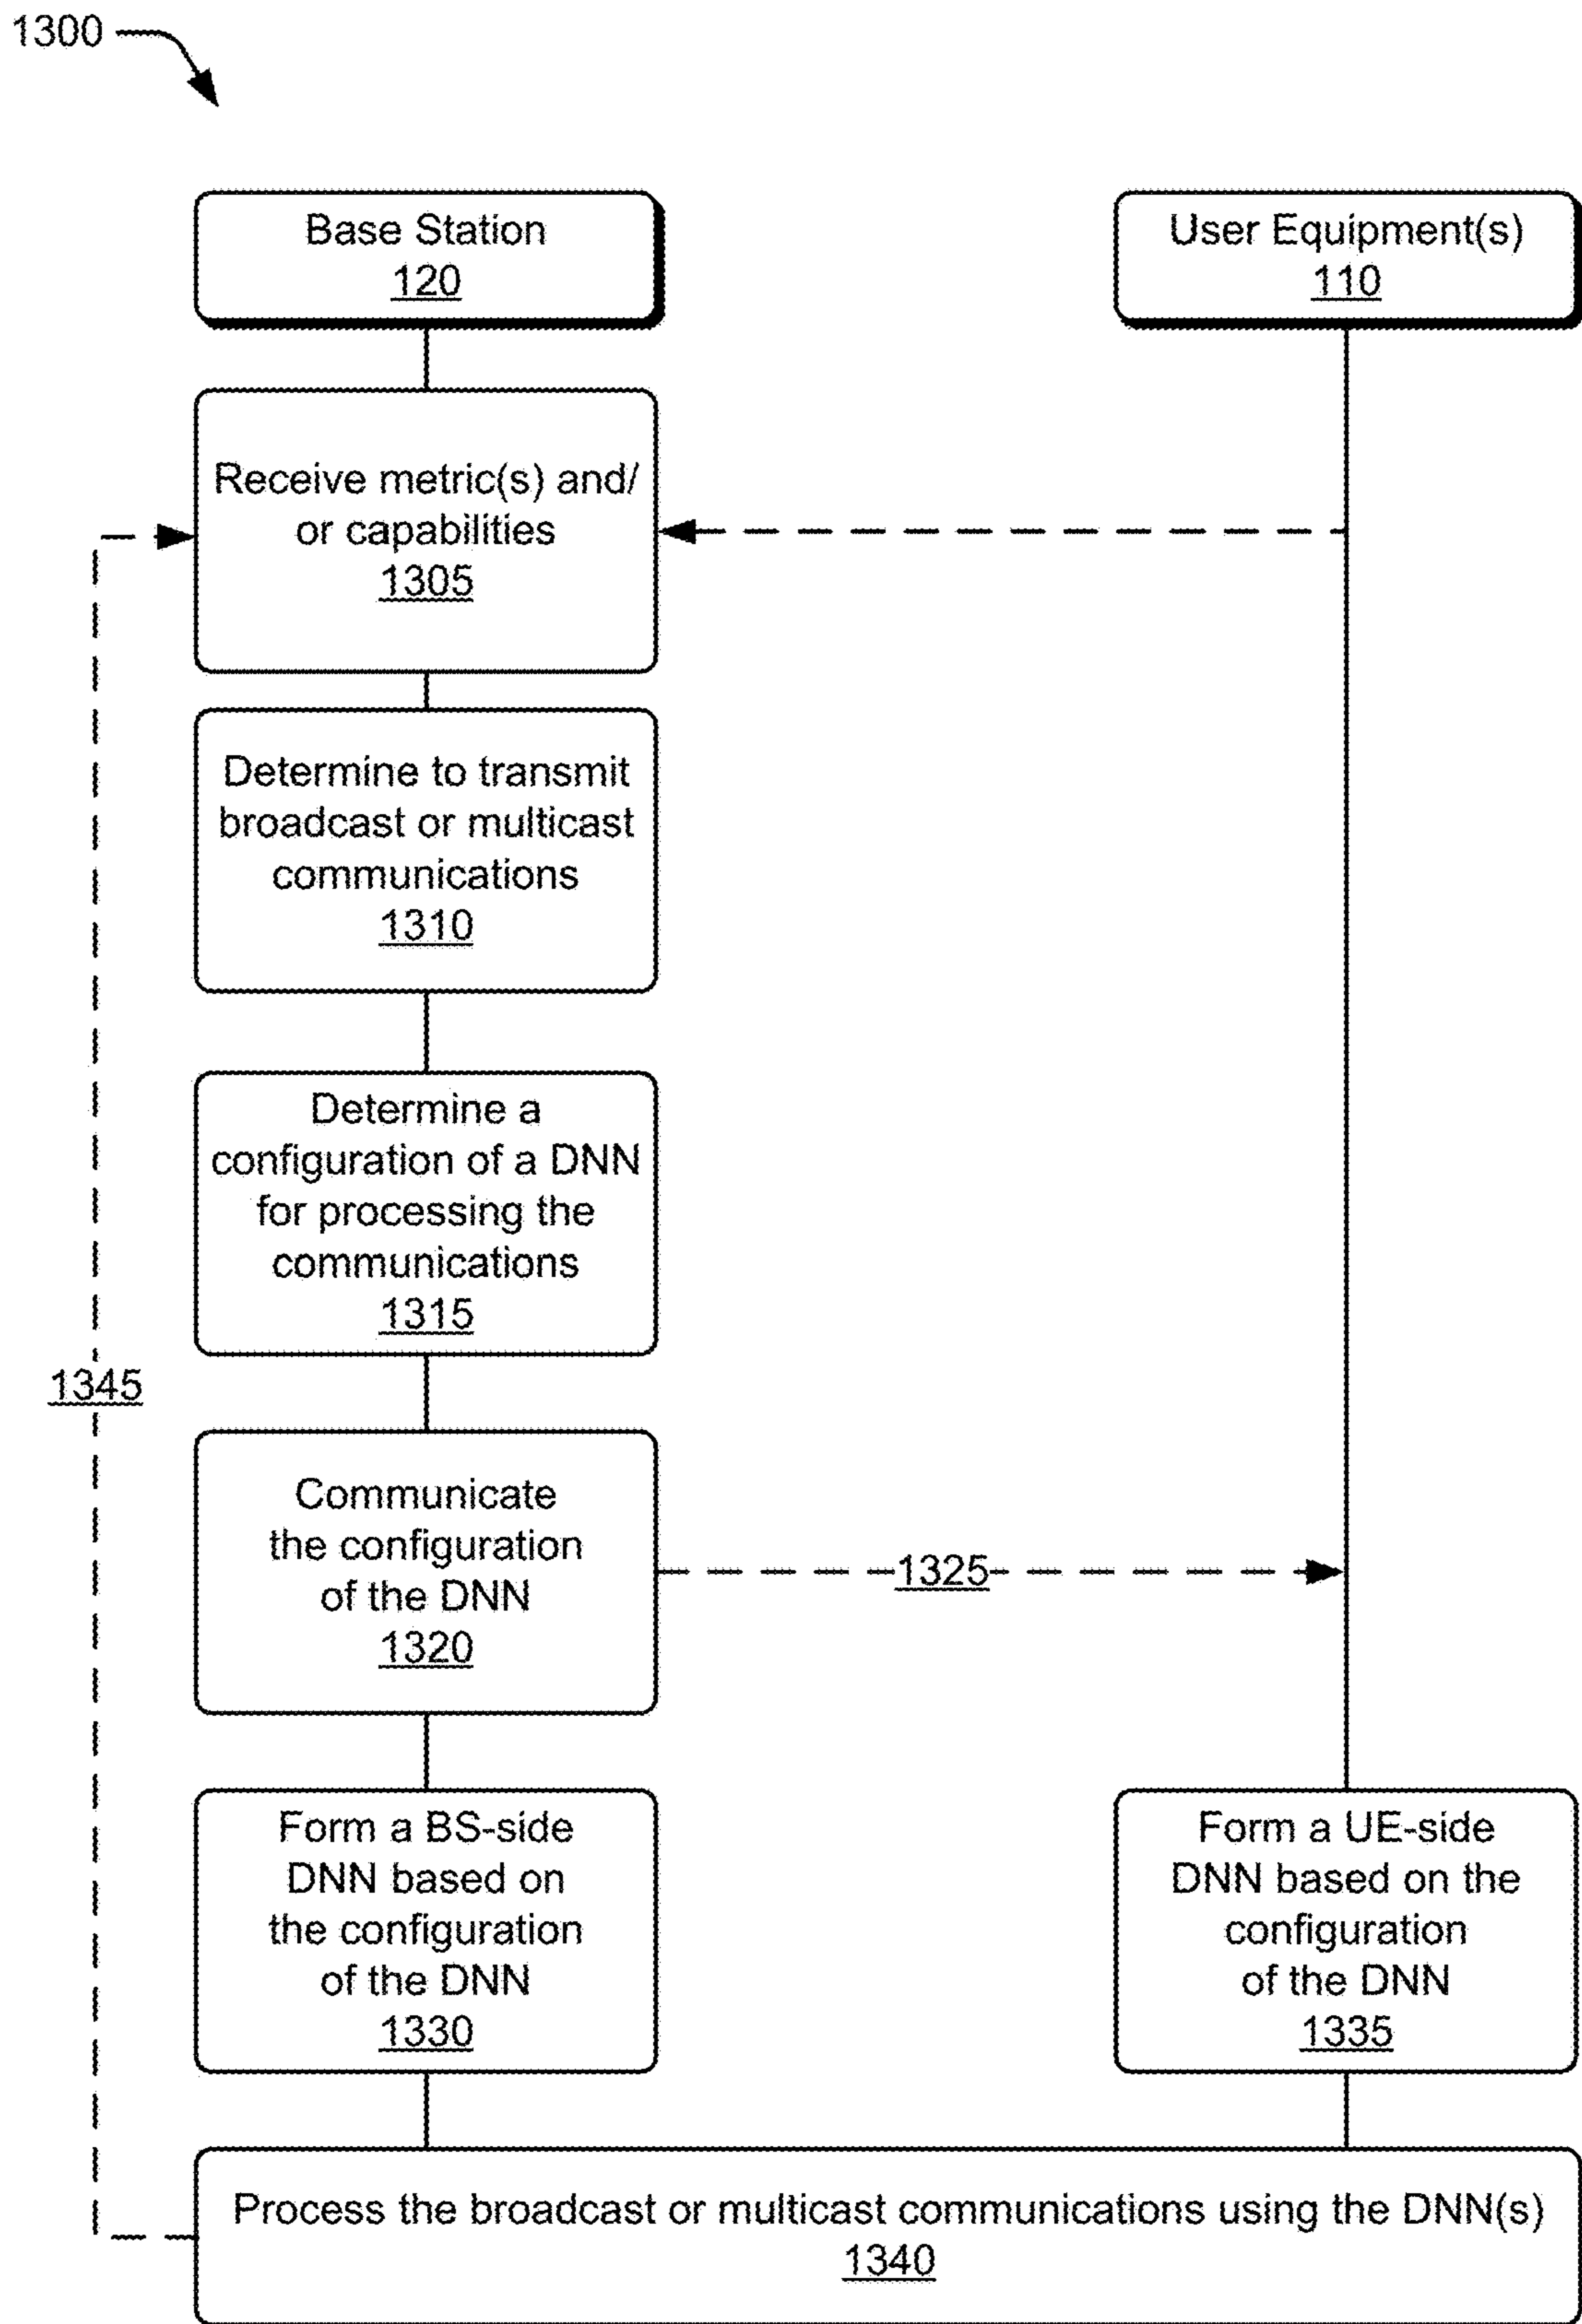 1300
Base Station
120
User Equipment(s)
110
Receive metric(s) and/
or capabilities
1305
Determine to transmit
broadcast or multicast
communications
1310
Determine a
configuration of a DNN
for processing the
communications
1315
1345
Communicate
the configuration
of the DNN
1320
1325
Form a BS-side
DNN based on
the configuration
of the DNN
1330
Form a UE-side
DNN based on the
configuration
of the DNN
1335
Process the broadcast or multicast communications using the DNN(s)
1340